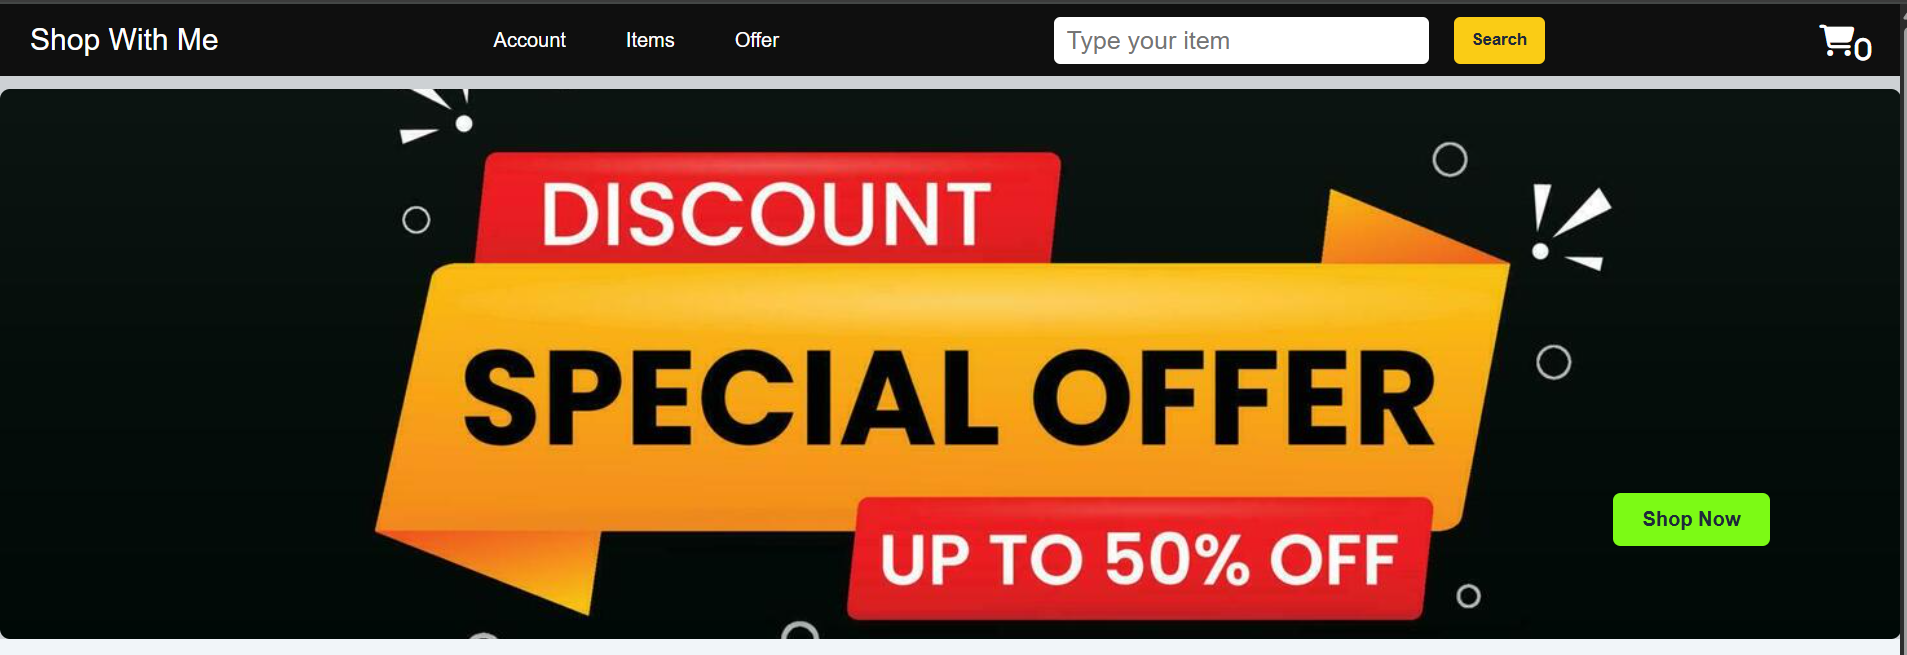 Shop With Me
Account Items Offer
Type your item
Search
0
DISCOUNT
SPECIAL OFFER
UP TO 50% OFF
Shop Now